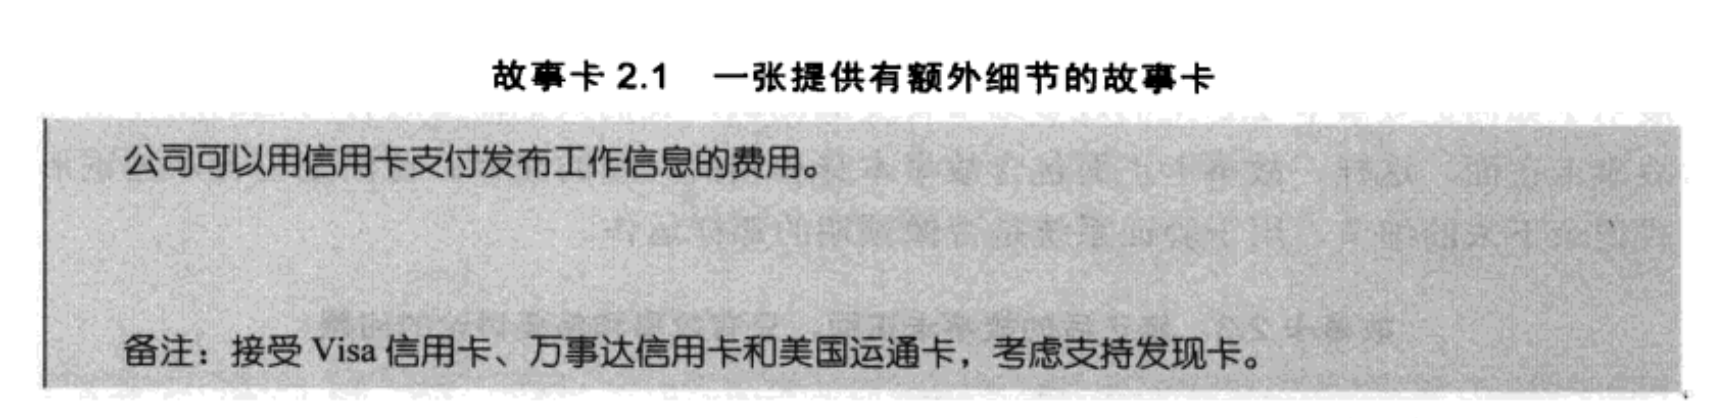 故事卡 2.1 一张提供有额外细节的故事卡
公司可以用信用卡支付发布工作信息的费用。
备注：接受 Visa 信用卡、万事达信用卡和美国运通卡，考虑支持发现卡。